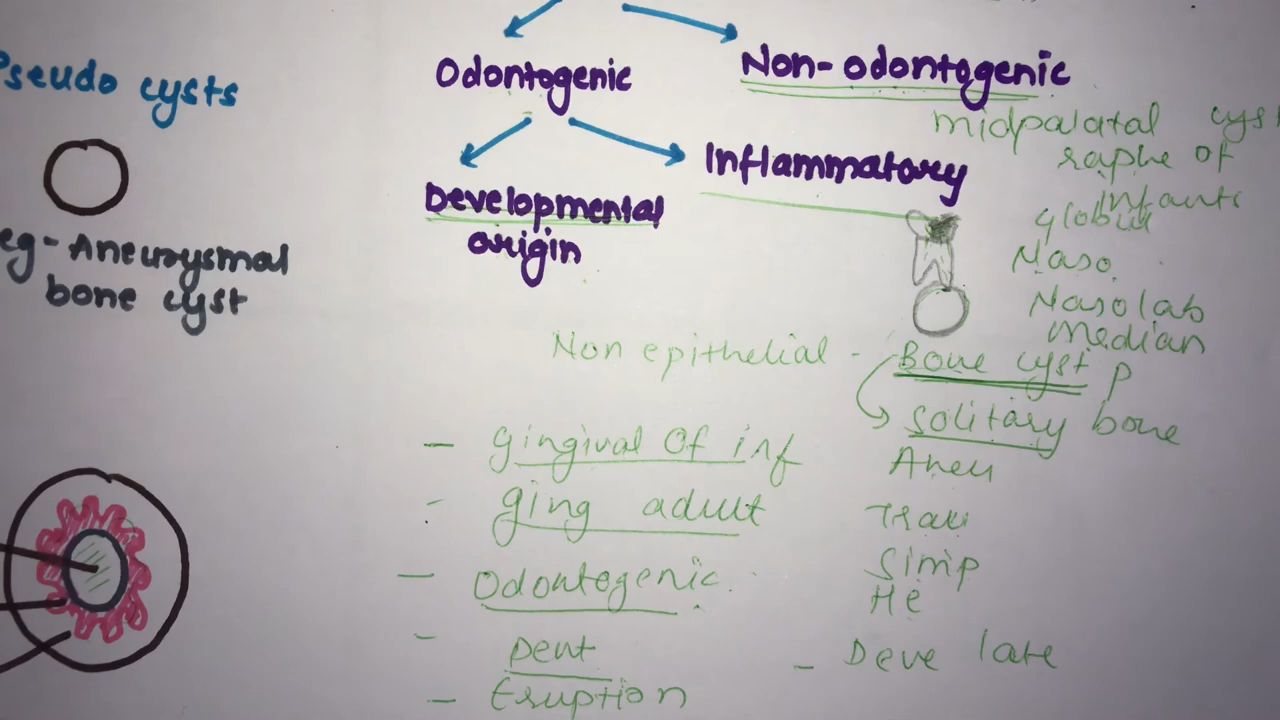 Pseudo cysts
eg-Aneurysmal
bone cyst
Odontogenic
Non-odontogenic
Developmental
origin
Inflammatory
midpalatal cyst
raphe of
infants
globul
Naso
Nasolab
Median
Non epithelial - Bone cyst P
Solitary bone
Aneu
Trau
Simp
He
- gingival Of inf
- ging adult
- Odontogenic
- Dent
- Eruption
- Deve late